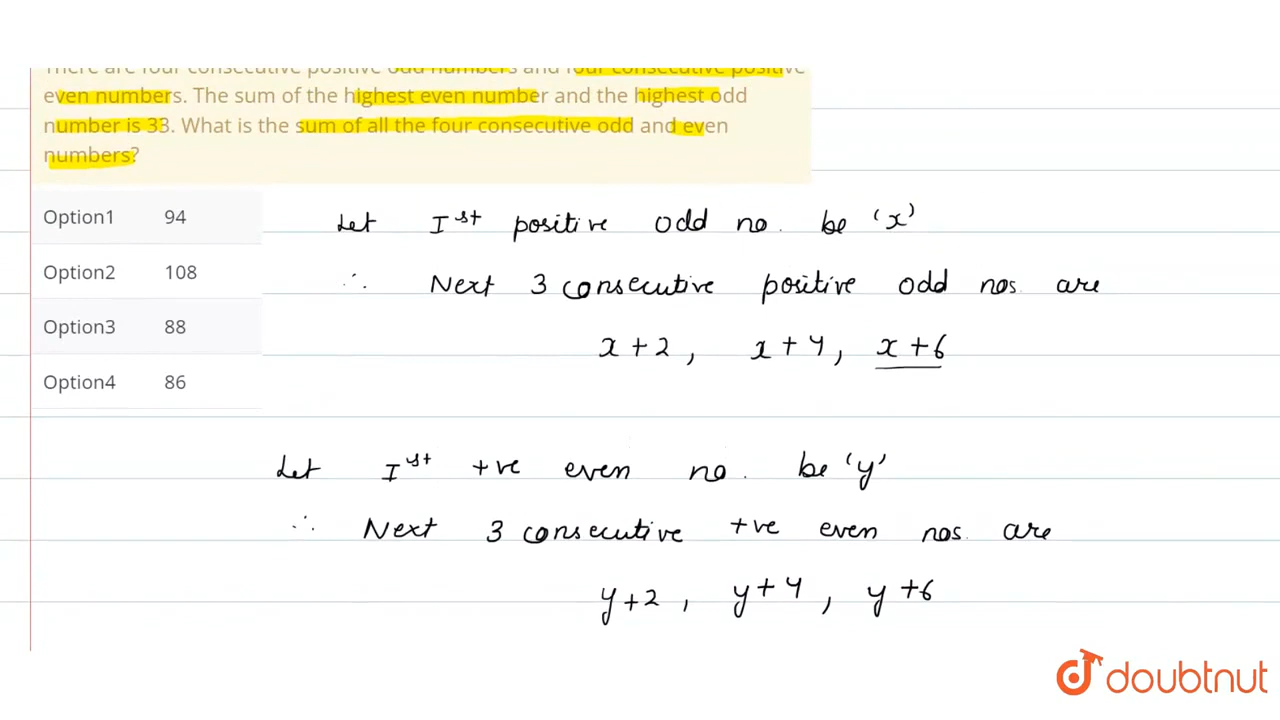 There are four consecutive positive odd numbers and four consecutive positive
even numbers. The sum of the highest even number and the highest odd
number is 33. What is the sum of all the four consecutive odd and even
numbers?
Option1 94
Option2 108
Option3 88
Option4 86
Let Ist positive odd no. be 'x'
∴ Next 3 consecutive positive odd nos. are
x+2, x+4, x+6
Let Ist +ve even no. be 'y'
∴ Next 3 consecutive +ve even nos. are
y+2, y+4, y+6
doubtnut